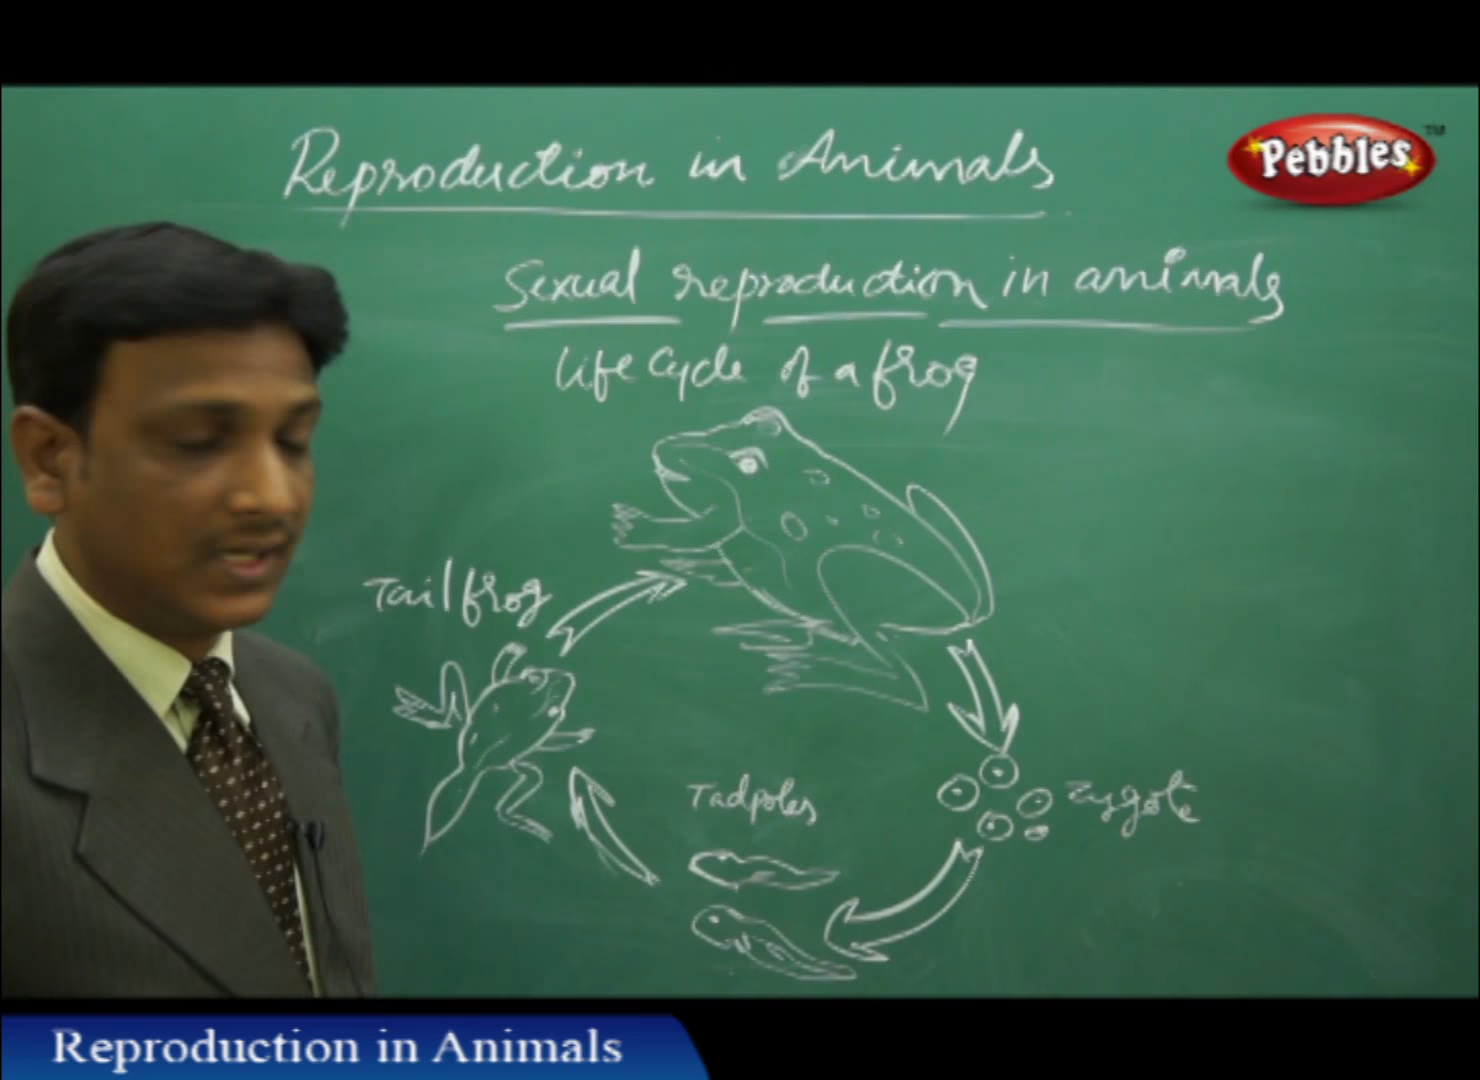 Reproduction in Animals
Pebbles TM
Sexual reproduction in animals
Life Cycle of a frog
Tail frog
Tadpoles
Zygote
Reproduction in Animals